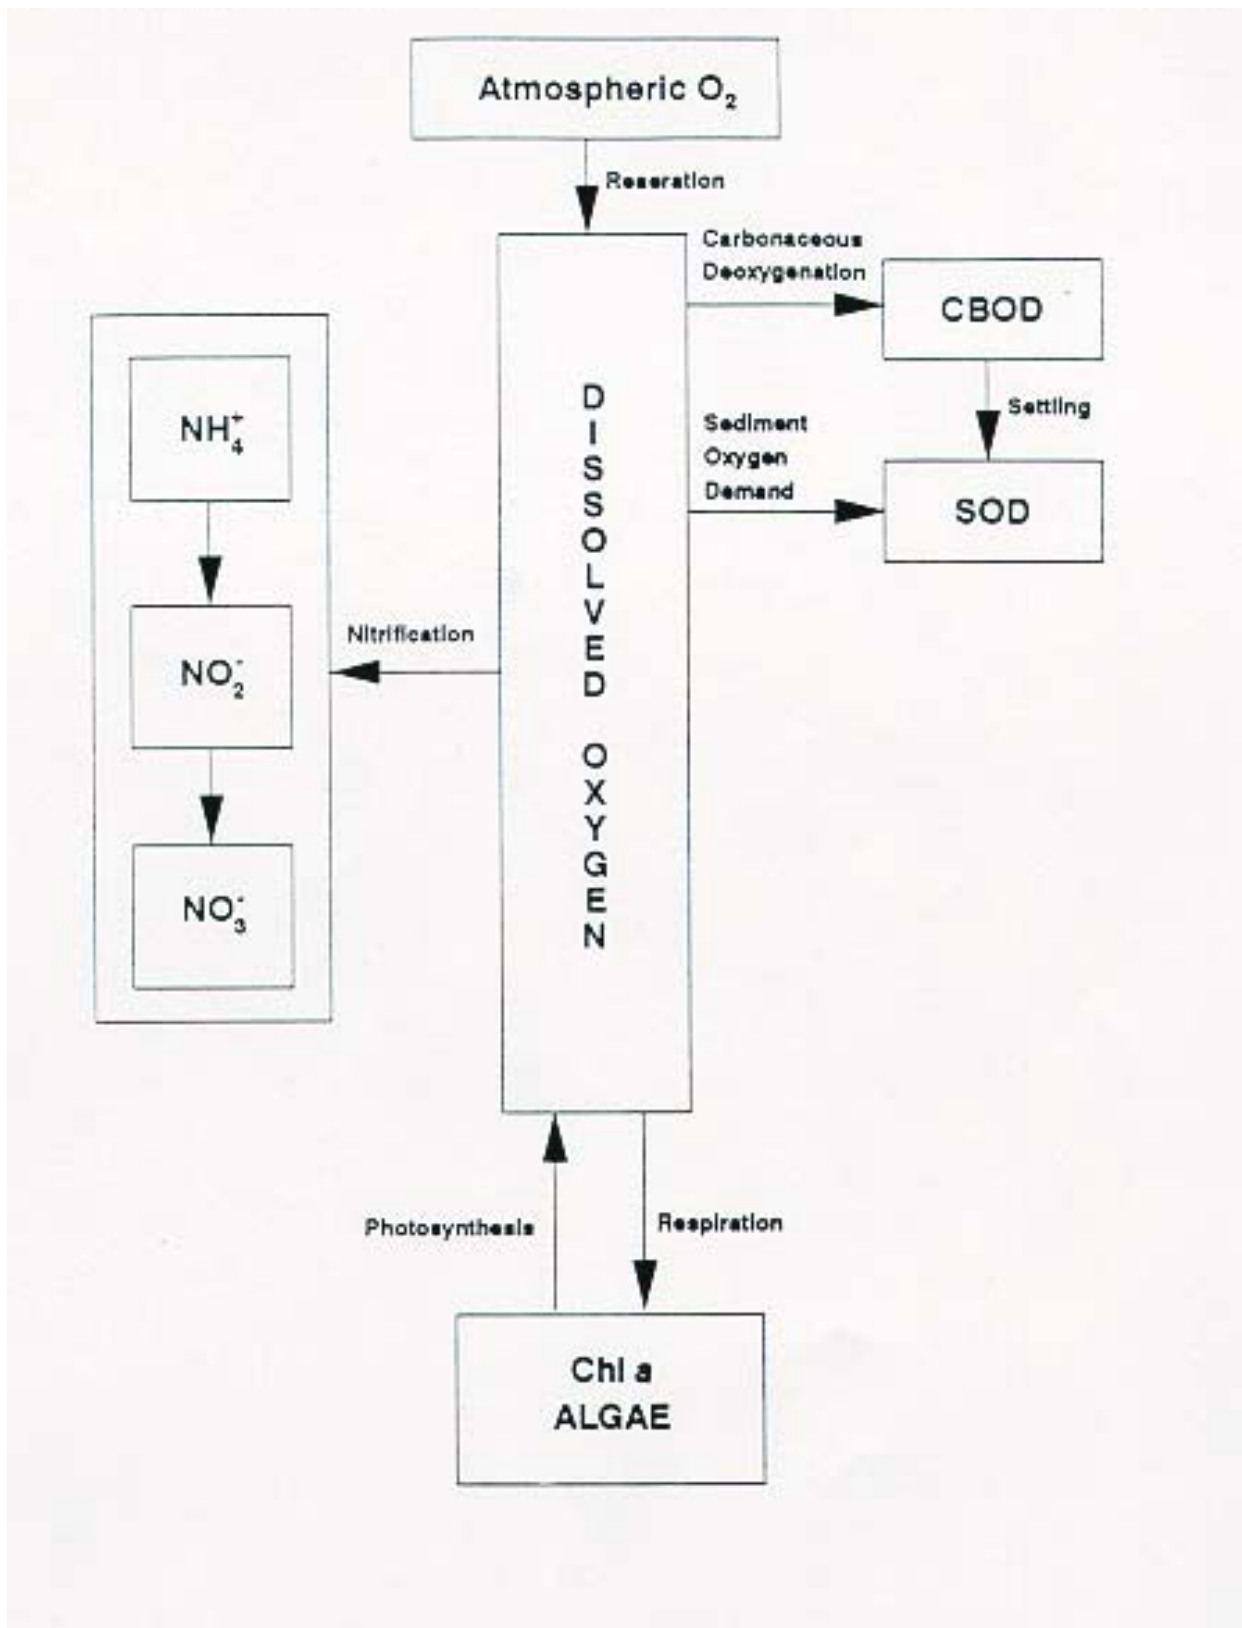 Atmospheric O₂
Reaeration
Carbonaceous
Deoxygenation
CBOD
Settling
Sediment
Oxygen
Demand
SOD
DISSOLVED OXYGEN
NH₄⁺
NO₂⁻
NO₃⁻
Nitrification
Photosynthesis
Respiration
Chl a
ALGAE